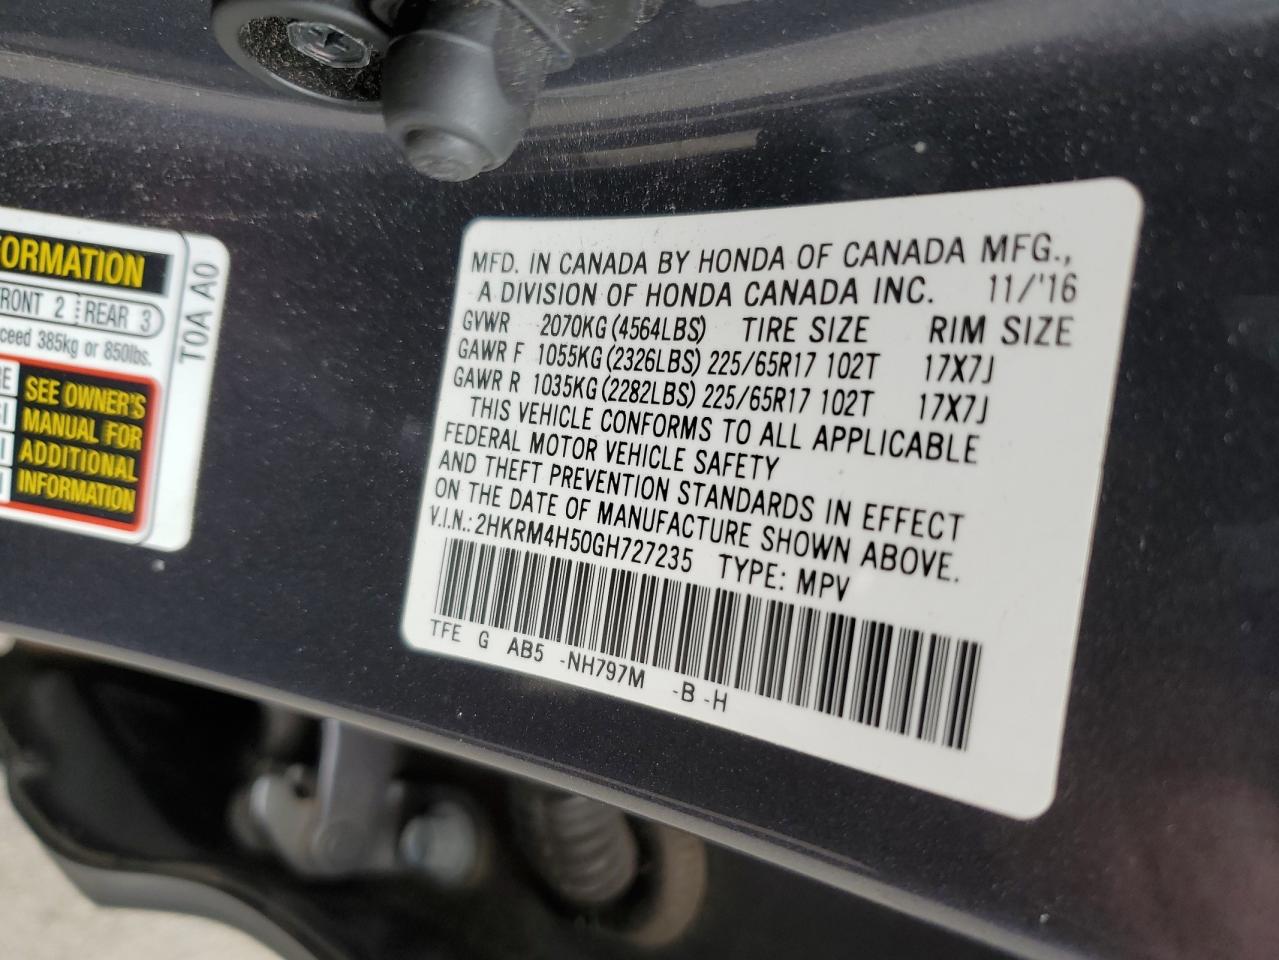 FORMATION
FRONT 2 REAR 3
385kg or 850lbs.
SEE OWNER'S
MANUAL FOR
ADDITIONAL
INFORMATION
T0A A0
MFD. IN CANADA BY HONDA OF CANADA MFG.,
A DIVISION OF HONDA CANADA INC. 11/'16
GVWR 2070KG (4564LBS) TIRE SIZE RIM SIZE
GAWR F 1055KG (2326LBS) 225/65R17 102T 17X7J
GAWR R 1035KG (2282LBS) 225/65R17 102T 17X7J
THIS VEHICLE CONFORMS TO ALL APPLICABLE
FEDERAL MOTOR VEHICLE SAFETY
AND THEFT PREVENTION STANDARDS IN EFFECT
ON THE DATE OF MANUFACTURE SHOWN ABOVE.
V.I.N.: 2HKRM4H50GH727235 TYPE: MPV
TFE G AB5 -NH797M -B -H